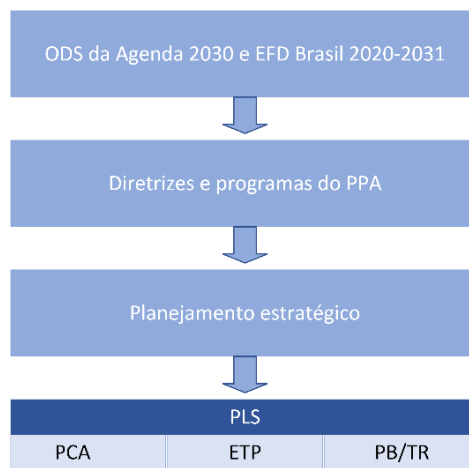 ODS da Agenda 2030 e EFD Brasil 2020-2031
Diretrizes e programas do PPA
Planejamento estratégico
PLS
PCA ETP PB/TR